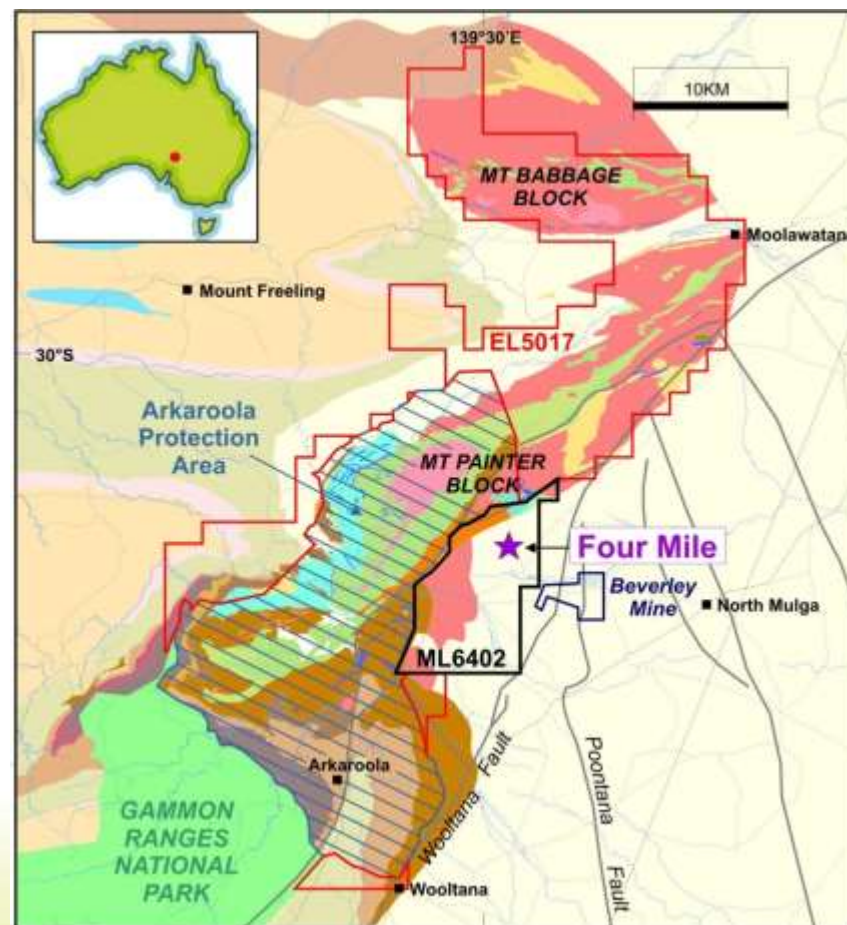 139°30´E
10KM
MT BABBAGE
BLOCK
Moolawatan
Mount Freeling
EL5017
30°S
Arkaroola
Protection
Area
MT PAINTER
BLOCK
Four Mile
Beverley
Mine
North Mulga
ML6402
Arkaroola
Wooltana Fault
Poontana Fault
GAMMON
RANGES
NATIONAL
PARK
Wooltana